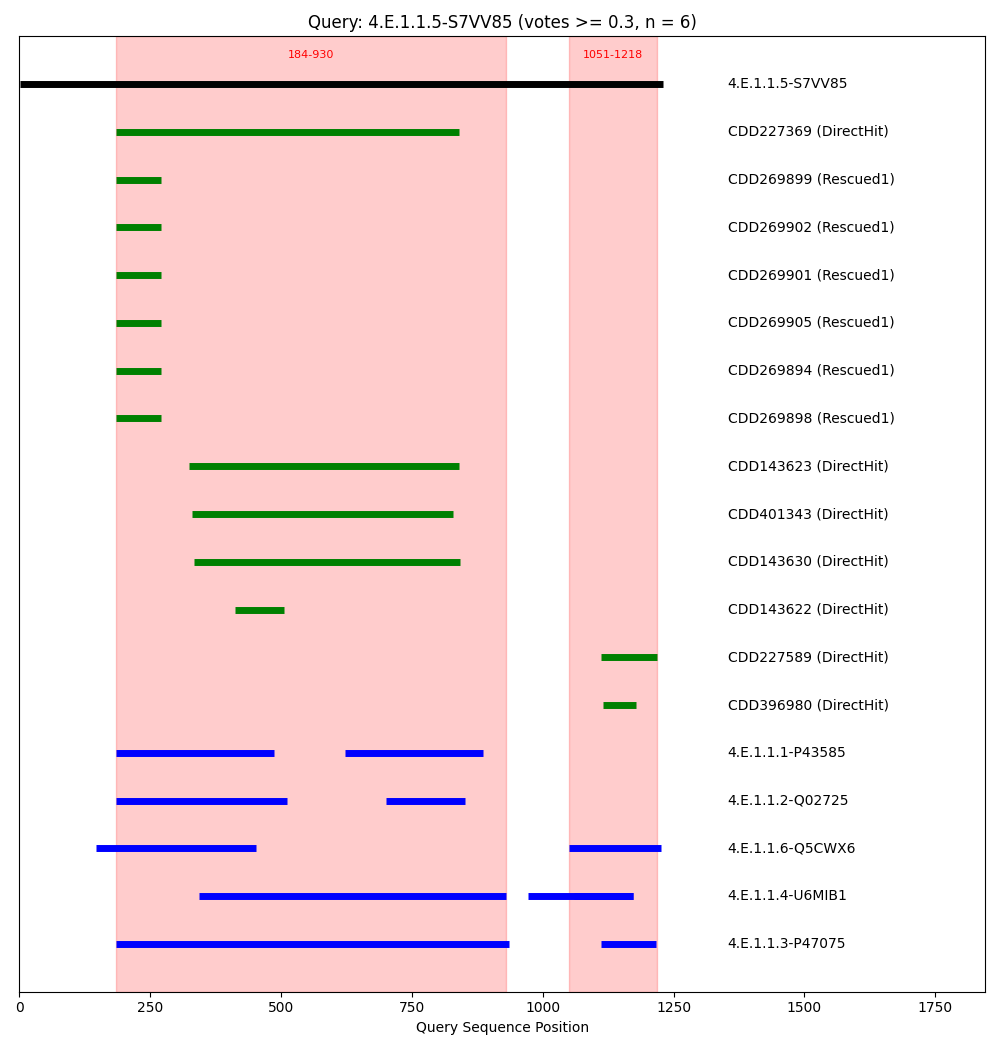 Query: 4.E.1.1.5-S7VV85 (votes >= 0.3, n = 6)
184-930
1051-1218
4.E.1.1.5-S7VV85
CDD227369 (DirectHit)
CDD269899 (Rescued1)
CDD269902 (Rescued1)
CDD269901 (Rescued1)
CDD269905 (Rescued1)
CDD269894 (Rescued1)
CDD269898 (Rescued1)
CDD143623 (DirectHit)
CDD401343 (DirectHit)
CDD143630 (DirectHit)
CDD143622 (DirectHit)
CDD227589 (DirectHit)
CDD396980 (DirectHit)
4.E.1.1.1-P43585
4.E.1.1.2-Q02725
4.E.1.1.6-Q5CWX6
4.E.1.1.4-U6MIB1
4.E.1.1.3-P47075
0 250 500 750 1000 1250 1500 1750
Query Sequence Position